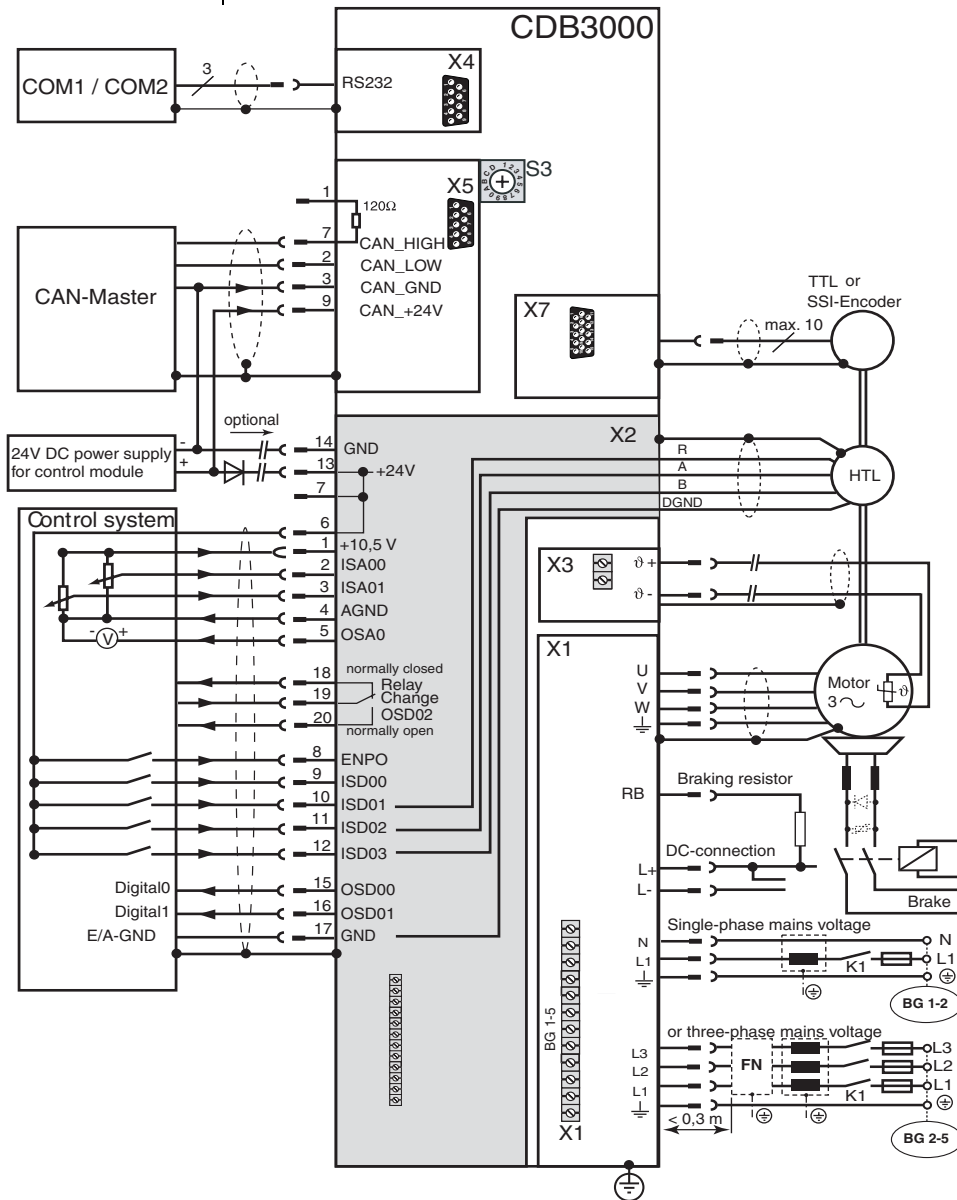 CDB3000
COM1 / COM2
3
RS232
X4
S3
X5
1
120Ω
7
CAN_HIGH
2
CAN_LOW
3
CAN_GND
9
CAN_+24V
CAN-Master
X7
TTL or
SSI-Encoder
max. 10
optional
24V DC power supply
for control module
-
+
14
GND
13
+24V
7
X2
R
A
B
DGND
HTL
Control system
6
1
+10,5 V
2
ISA00
3
ISA01
4
AGND
5
OSA0
- V +
X3
ϑ +
ϑ -
18
normally closed
19
Relay
Change
20
OSD02
normally open
X1
U
V
W
Motor
3
ϑ
8
ENPO
9
ISD00
10
ISD01
11
ISD02
12
ISD03
Braking resistor
RB
DC-connection
L+
L-
Brake
Digital0
15
OSD00
Digital1
16
OSD01
E/A-GND
17
GND
Single-phase mains voltage
N
N
L1
K1
L1
BG 1-2
BG 1-5
or three-phase mains voltage
L3
FN
L3
L2
L2
L1
K1
L1
< 0,3 m
BG 2-5
X1